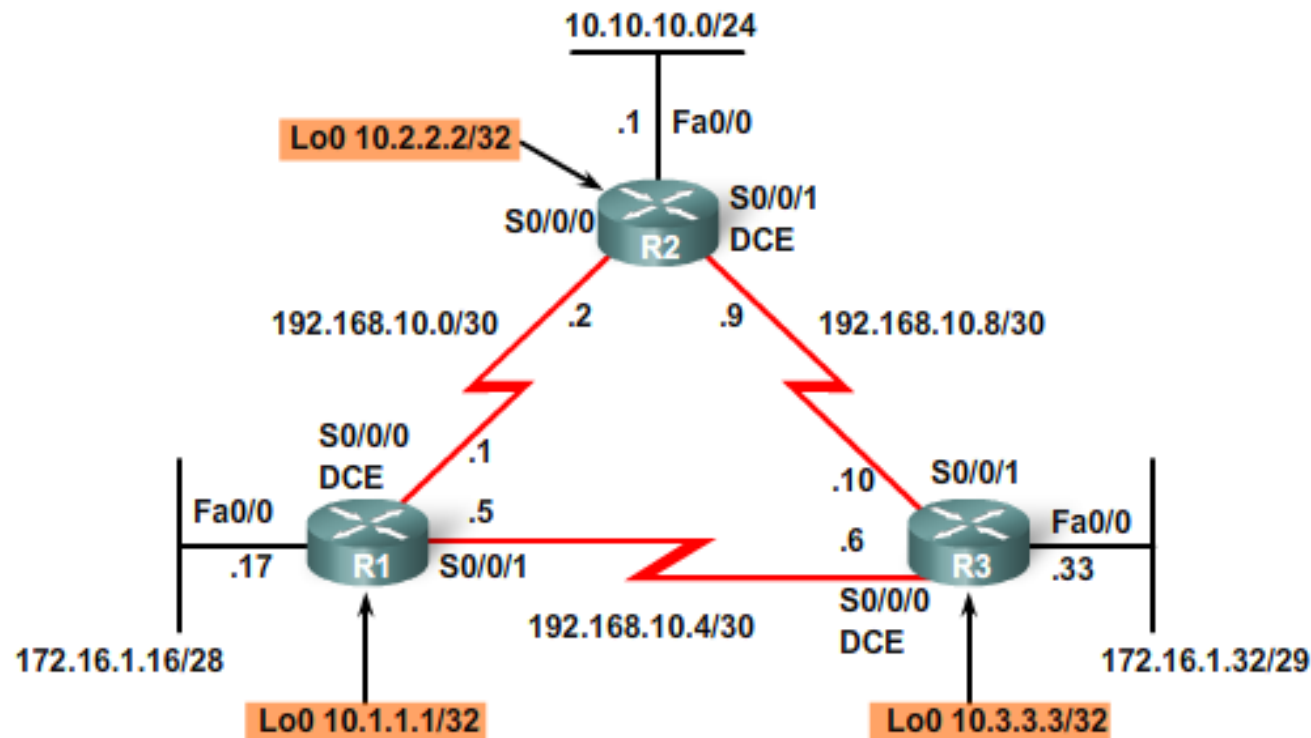 10.10.10.0/24
.1 Fa0/0
Lo0 10.2.2.2/32
S0/0/0
R2
S0/0/1
DCE
192.168.10.0/30
.2
.9
192.168.10.8/30
S0/0/0
DCE
.1
.10
S0/0/1
Fa0/0
.17
R1
.5
S0/0/1
.6
R3
Fa0/0
.33
S0/0/0
DCE
192.168.10.4/30
172.16.1.16/28
172.16.1.32/29
Lo0 10.1.1.1/32
Lo0 10.3.3.3/32